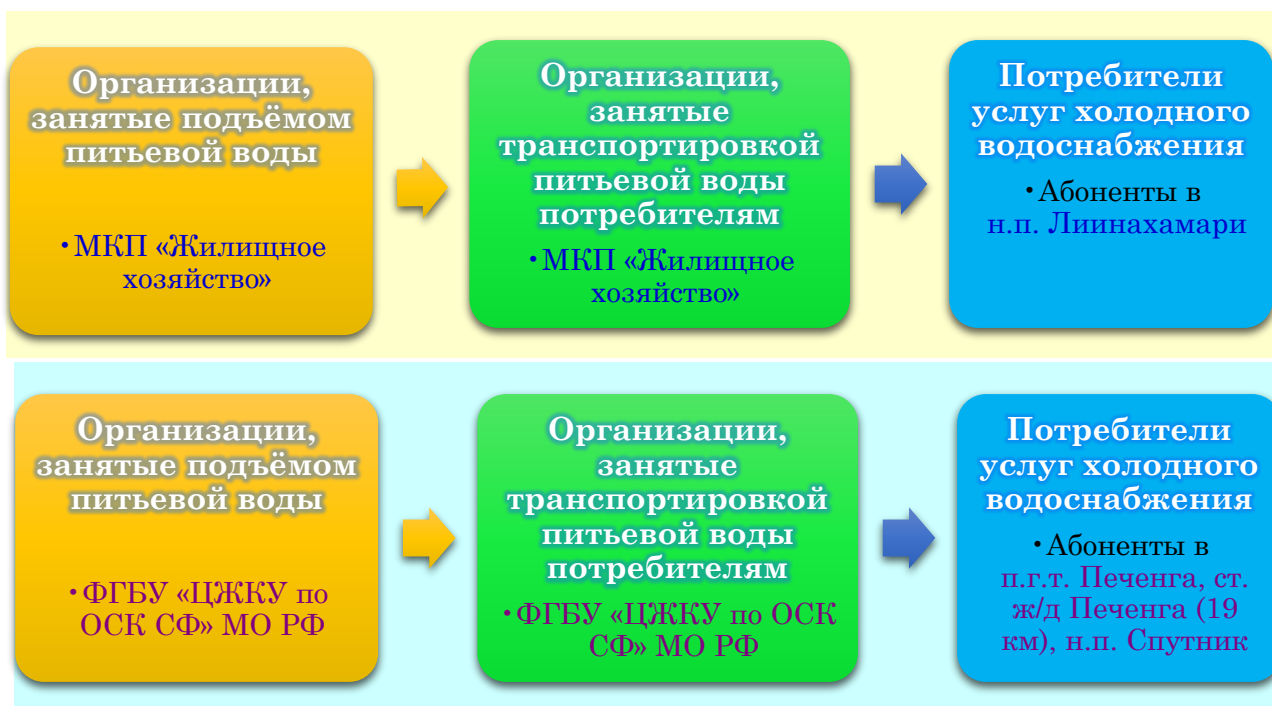 Организации,
занятые подъёмом
питьевой воды
•МКП «Жилищное
хозяйство»
Организации,
занятые
транспортировкой
питьевой воды
потребителям
•МКП «Жилищное
хозяйство»
Потребители
услуг холодного
водоснабжения
•Абоненты в
н.п. Лиинахамари
Организации,
занятые подъёмом
питьевой воды
•ФГБУ «ЦЖКУ по
ОСК СФ» МО РФ
Организации,
занятые
транспортировкой
питьевой воды
потребителям
•ФГБУ «ЦЖКУ по ОСК
СФ» МО РФ
Потребители
услуг холодного
водоснабжения
•Абоненты в
п.г.т. Печенга, ст.
ж/д Печенга (19
км), н.п. Спутник